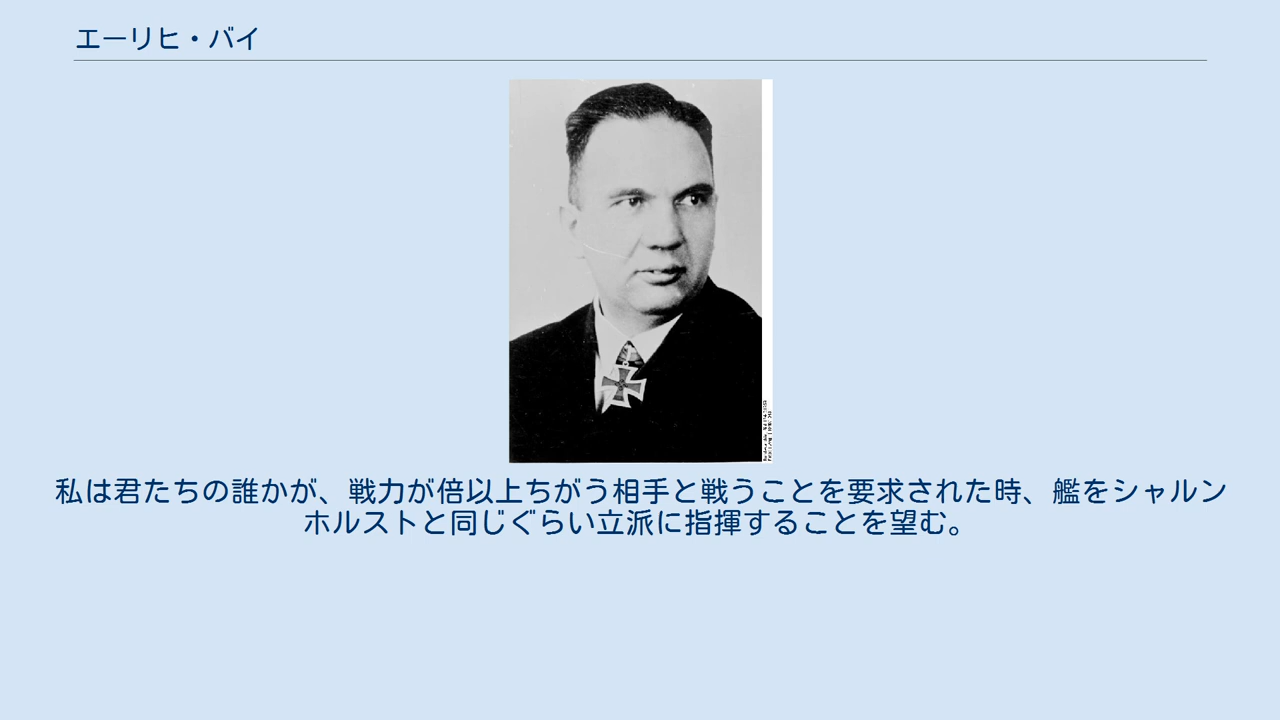 エーリヒ・バイ
私は君たちの誰かが、戦力が倍以上ちがう相手と戦うことを要求された時、艦をシャルン
ホルストと同じぐらい立派に指揮することを望む。